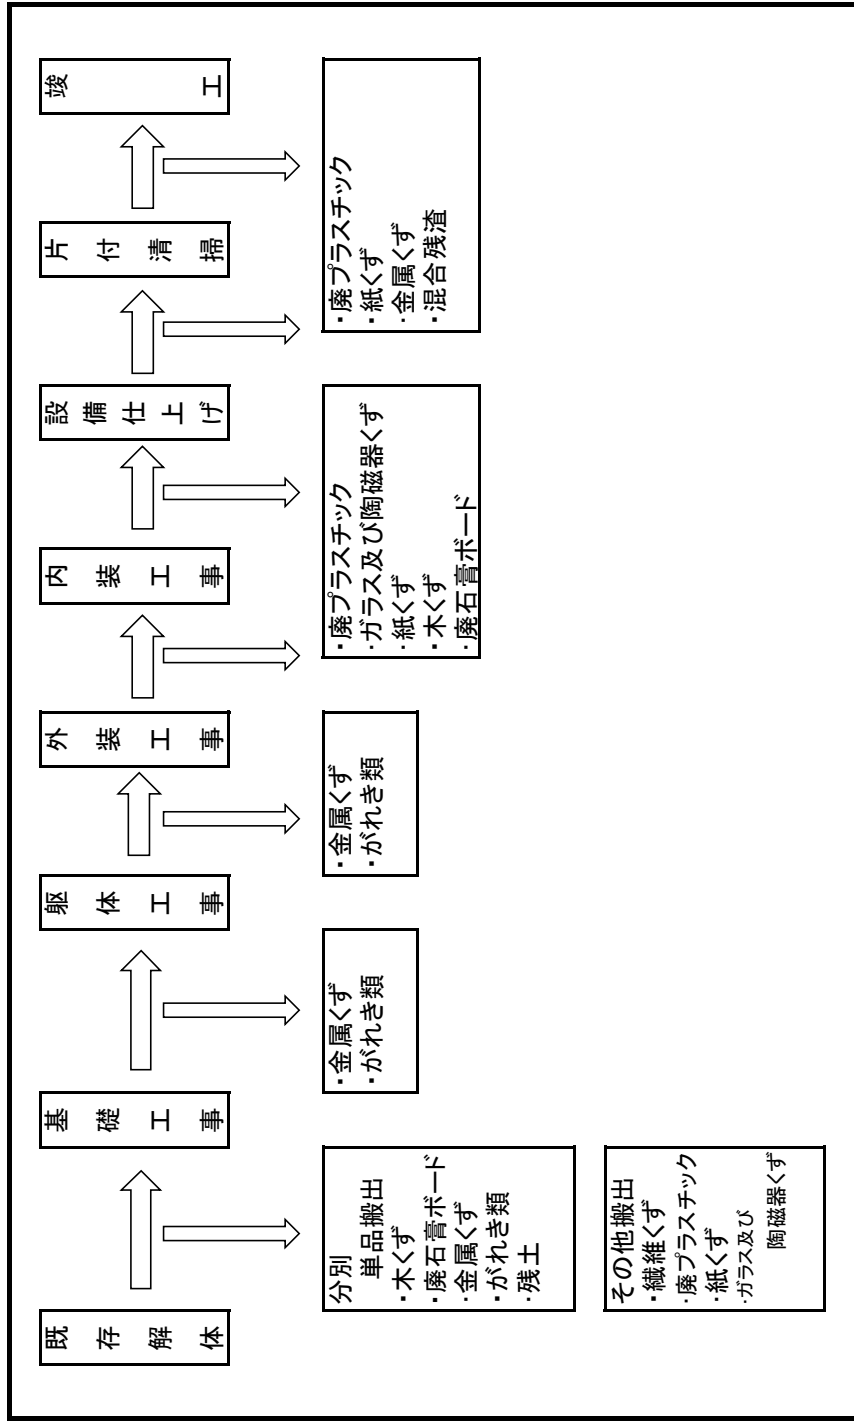 既存解体
基礎工事
躯体工事
外装工事
内装工事
設備仕上げ
片付清掃
竣工
分別
単品搬出
・木くず
・廃石膏ボード
・金属くず
・がれき類
・残土
その他搬出
・繊維くず
・廃プラスチック
・紙くず
・ガラス及び
陶磁器くず
・金属くず
・がれき類
・金属くず
・がれき類
・廃プラスチック
・ガラス及び陶磁器くず
・紙くず
・木くず
・廃石膏ボード
・廃プラスチック
・紙くず
・金属くず
・混合残渣